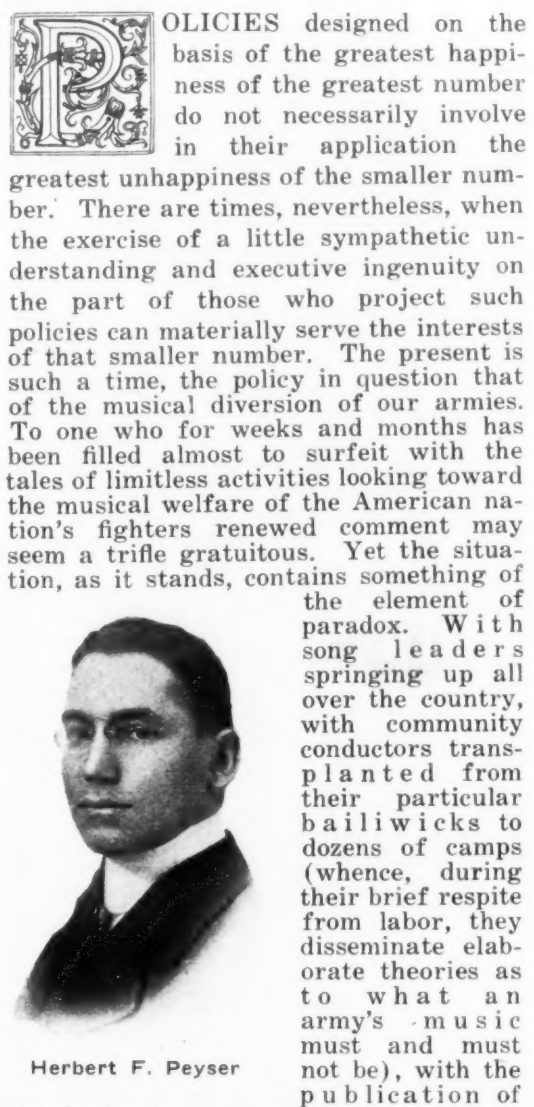 POLICIES designed on the
basis of the greatest happi-
ness of the greatest number
do not necessarily involve
in their application the
greatest unhappiness of the smaller num-
ber. There are times, nevertheless, when
the exercise of a little sympathetic un-
derstanding and executive ingenuity on
the part of those who project such
policies can materially serve the interests
of that smaller number. The present is
such a time, the policy in question that
of the musical diversion of our armies.
To one who for weeks and months has
been filled almost to surfeit with the
tales of limitless activities looking toward
the musical welfare of the American na-
tion's fighters renewed comment may
seem a trifle gratuitous. Yet the situa-
tion, as it stands, contains something of
the element of
paradox. With
song leaders
springing up all
over the country,
with community
conductors trans-
planted from
their particular
bailiwicks to
dozens of camps
(whence, during
their brief respite
from labor, they
disseminate elab-
orate theories as
to what an
army's music
must and must
not be), with the
publication of
Herbert F. Peyser